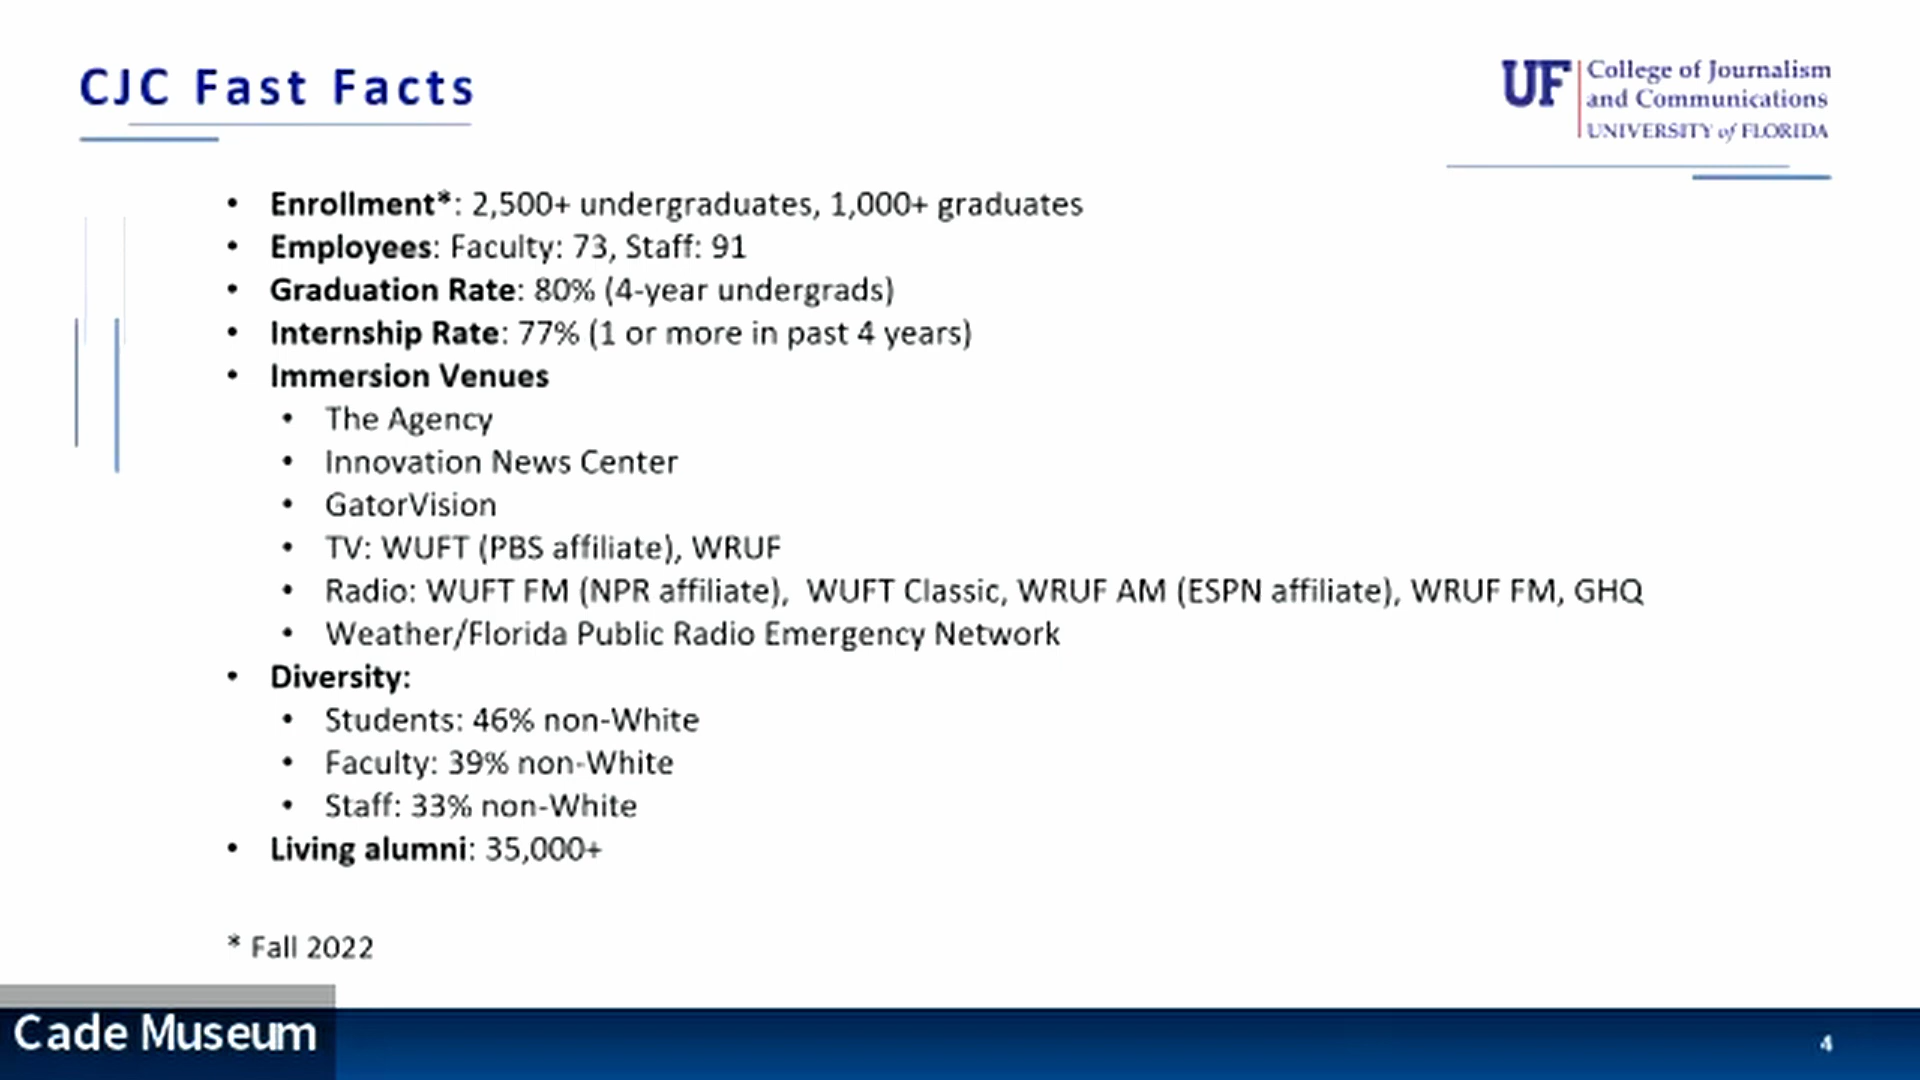 CJC Fast Facts
UF College of Journalism
and Communications
UNIVERSITY of FLORIDA
• Enrollment*: 2,500+ undergraduates, 1,000+ graduates
• Employees: Faculty: 73, Staff: 91
• Graduation Rate: 80% (4-year undergrads)
• Internship Rate: 77% (1 or more in past 4 years)
• Immersion Venues
• The Agency
• Innovation News Center
• GatorVision
• TV: WUFT (PBS affiliate), WRUF
• Radio: WUFT FM (NPR affiliate), WUFT Classic, WRUF AM (ESPN affiliate), WRUF FM, GHQ
• Weather/Florida Public Radio Emergency Network
• Diversity:
• Students: 46% non-White
• Faculty: 39% non-White
• Staff: 33% non-White
• Living alumni: 35,000+
* Fall 2022
Cade Museum
4